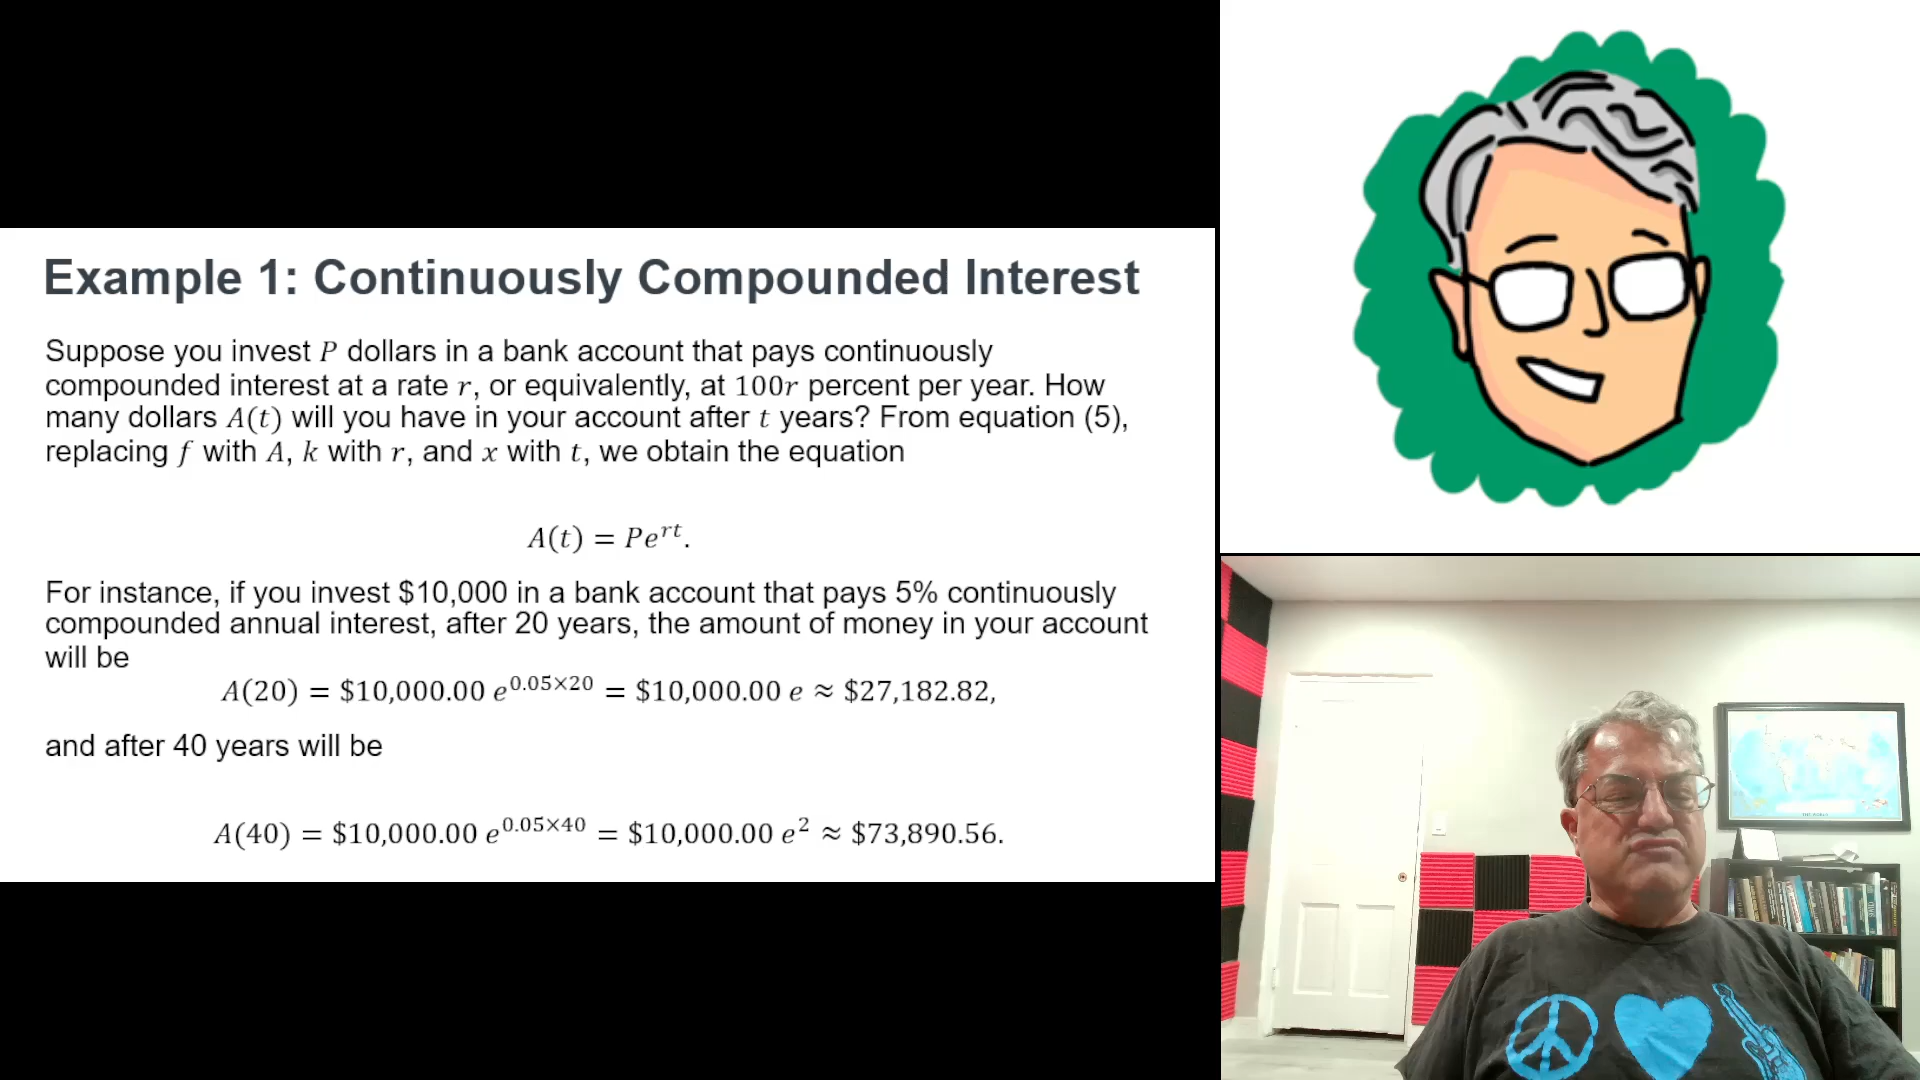 Example 1: Continuously Compounded Interest
Suppose you invest P dollars in a bank account that pays continuously
compounded interest at a rate r, or equivalently, at 100r percent per year. How
many dollars A(t) will you have in your account after t years? From equation (5),
replacing f with A, k with r, and x with t, we obtain the equation
A(t) = Pe^{rt}.
For instance, if you invest $10,000 in a bank account that pays 5% continuously
compounded annual interest, after 20 years, the amount of money in your account
will be
A(20) = $10,000.00 e^{0.05×20} = $10,000.00 e ≈ $27,182.82,
and after 40 years will be
A(40) = $10,000.00 e^{0.05×40} = $10,000.00 e² ≈ $73,890.56.